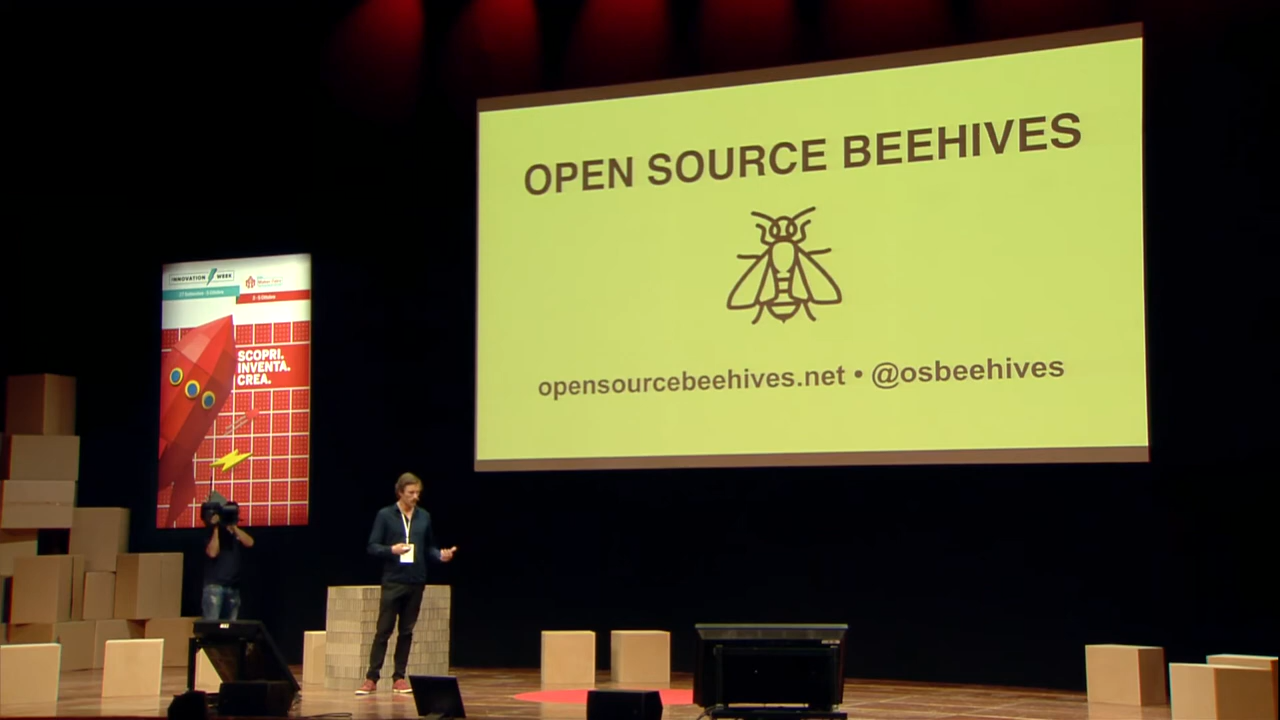 OPEN SOURCE BEEHIVES
opensourcebeehives.net • @osbeehives
INNOVATION WEEK
SCOPRI.
INVENTA.
CREA.